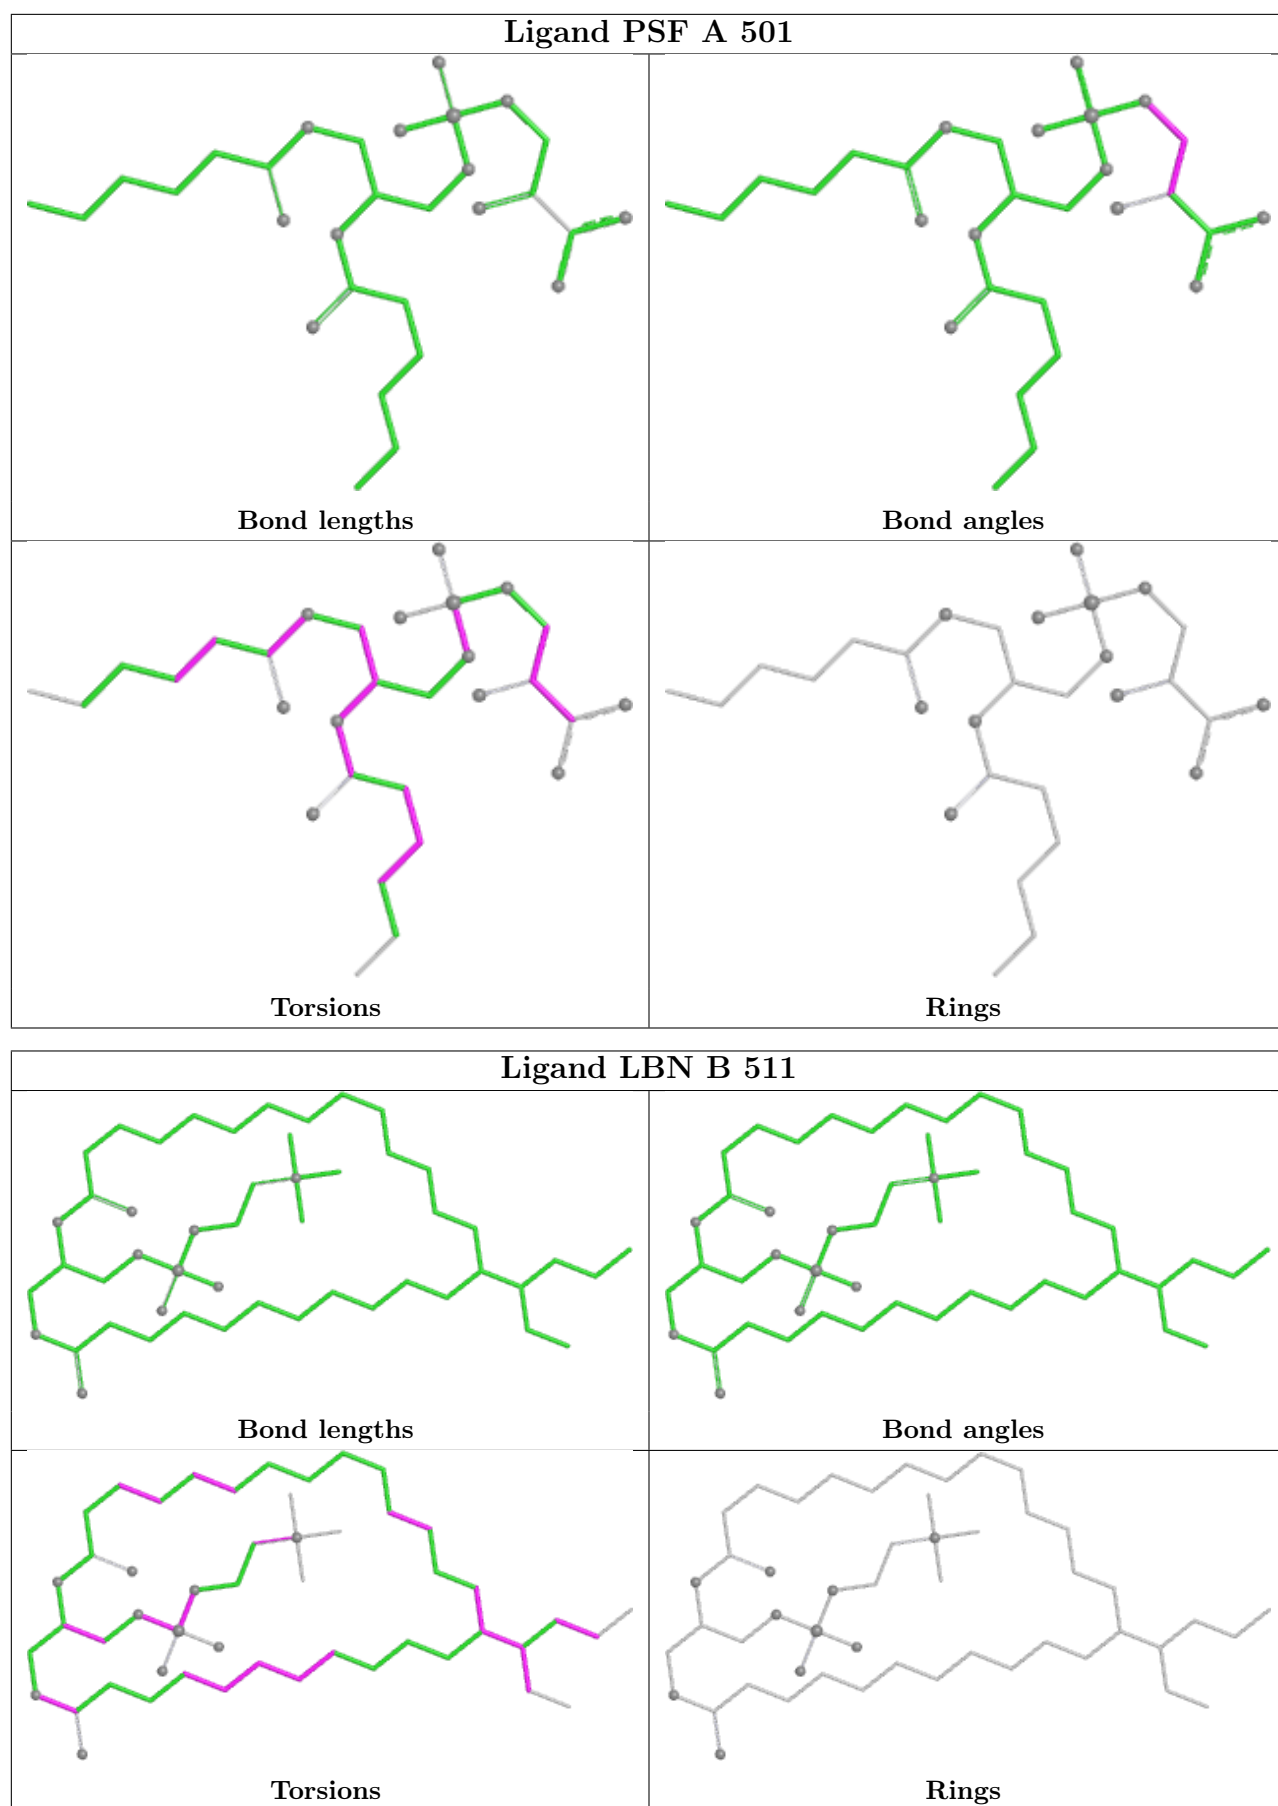 Ligand PSF A 501
Bond lengths
Bond angles
Torsions
Rings
Ligand LBN B 511
Bond lengths
Bond angles
Torsions
Rings